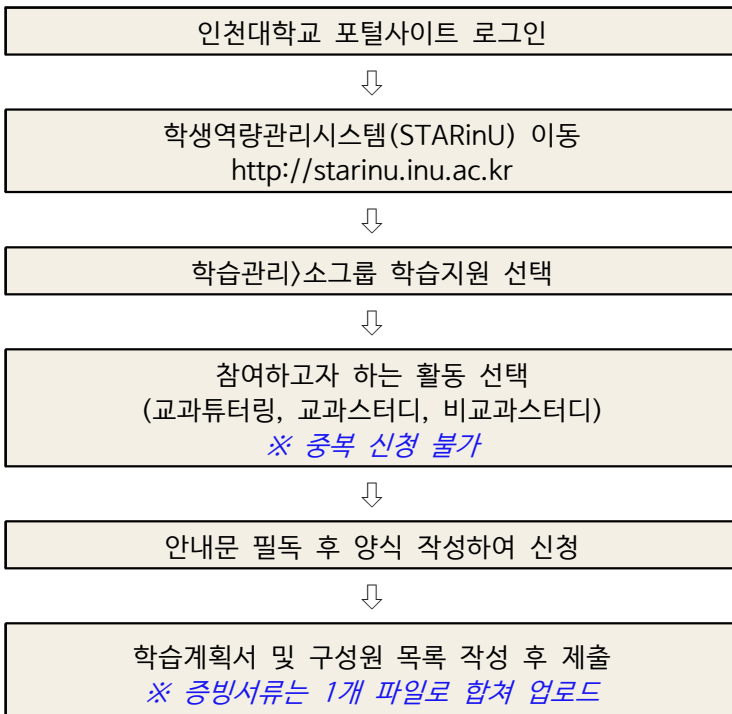 인천대학교 포털사이트 로그인
⇩
학생역량관리시스템(STARinU) 이동
http://starinu.inu.ac.kr
⇩
학습관리〉소그룹 학습지원 선택
⇩
참여하고자 하는 활동 선택
(교과튜터링, 교과스터디, 비교과스터디)
※ 중복 신청 불가
⇩
안내문 필독 후 양식 작성하여 신청
⇩
학습계획서 및 구성원 목록 작성 후 제출
※ 증빙서류는 1개 파일로 합쳐 업로드